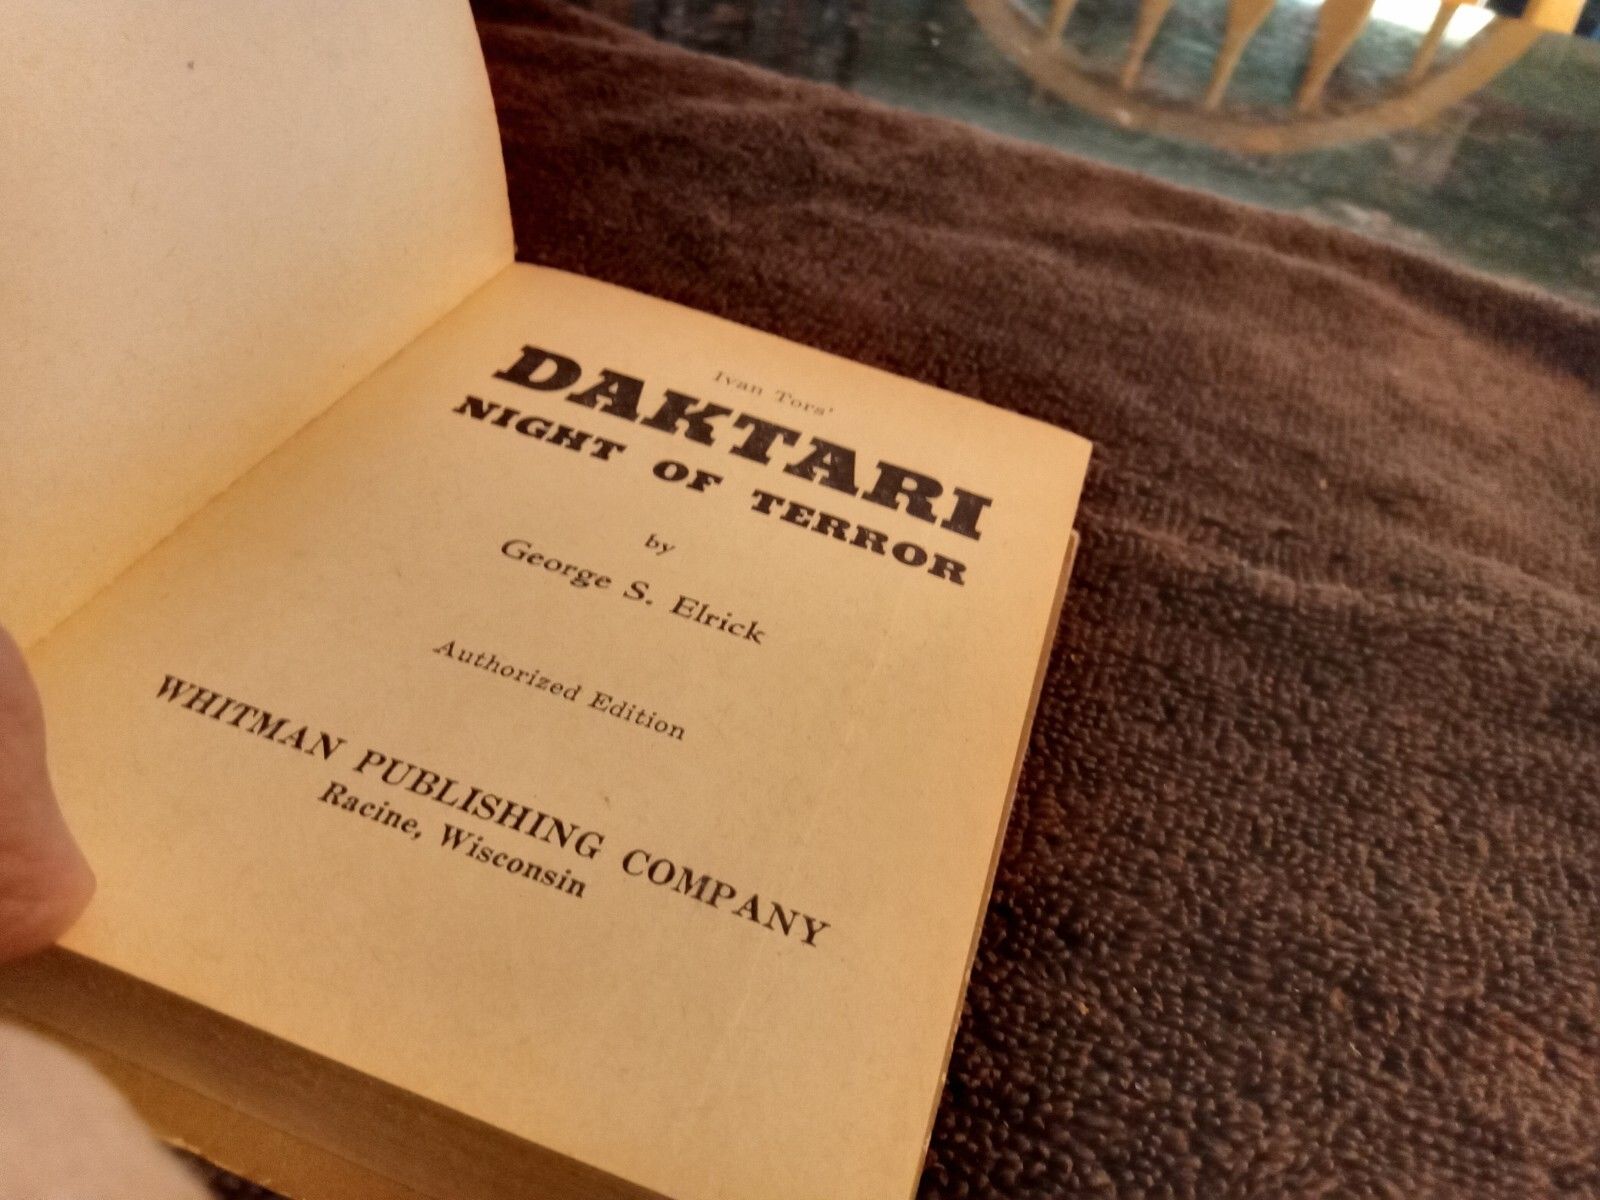 Ivan Tors'
DAKTARI
NIGHT OF TERROR
by
George S. Elrick
Authorized Edition
WHITMAN PUBLISHING COMPANY
Racine, Wisconsin